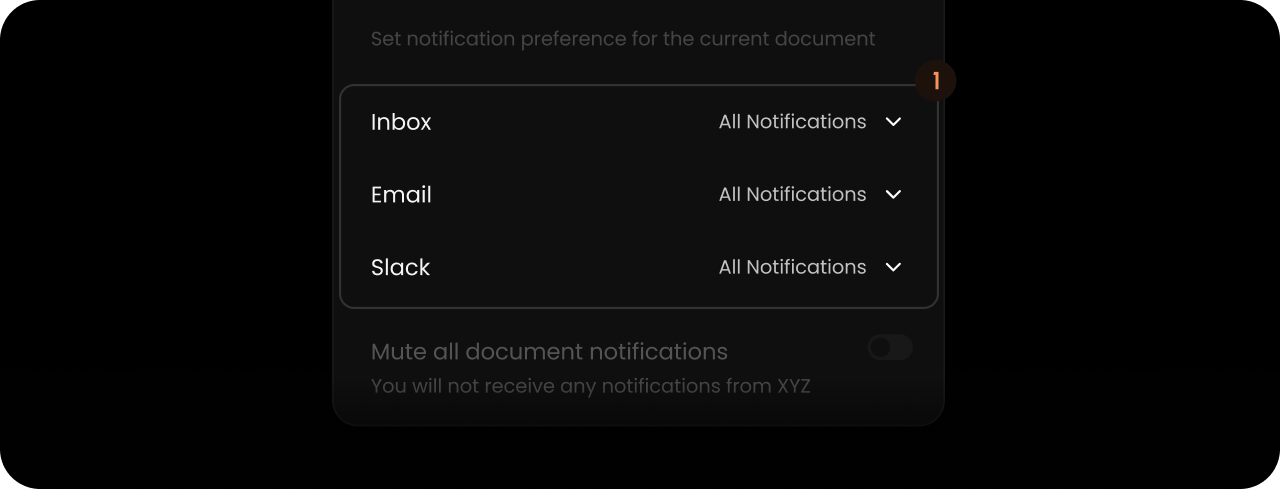 Set notification preference for the current document
1
Inbox All Notifications
Email All Notifications
Slack All Notifications
Mute all document notifications
You will not receive any notifications from XYZ